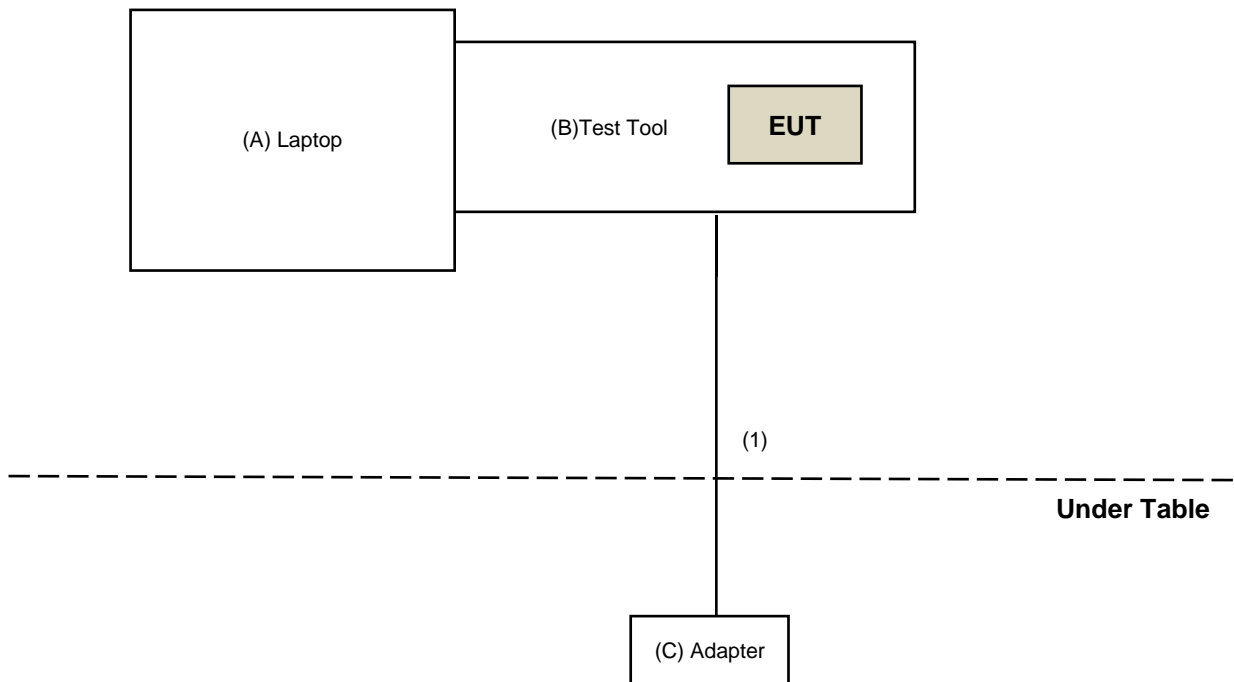 (A) Laptop
(B)Test Tool
EUT
(1)
Under Table
(C) Adapter